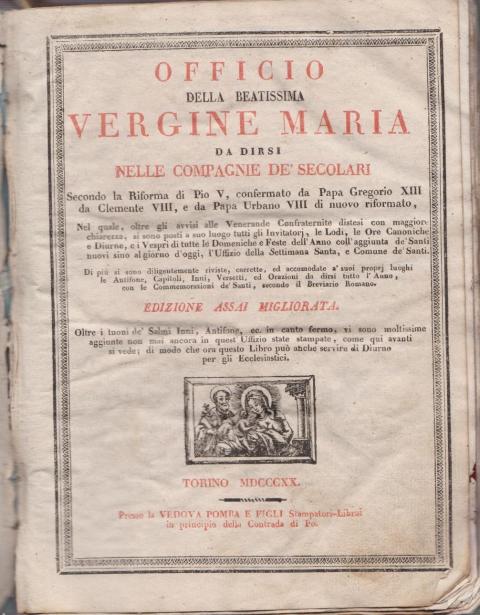 OFFICIO
DELLA BEATISSIMA
VERGINE MARIA
DA DIRSI
NELLE COMPAGNIE DE' SECOLARI
Secondo la Riforma di Pio V, confermato da Papa Gregorio XIII
da Clemente VIII, e da Papa Urbano VIII di nuovo riformato,
Nel quale, oltre gli avvisi alle Venerande Confraternite distesi con maggior
chiarezza, si sono posti a suo luogo tutti gli Invitatorj, le Lodi, le Ore Canoniche
e Diurne, e i Vespri di tutte le Domeniche e Feste dell'Anno coll'aggiunta de' Santi
nuovi sino al giorno d'oggi, l'Uffizio della Settimana Santa, e Comune de' Santi.
Di più si sono diligentemente riviste, corrette, ed accomodate a' suoi proprj luoghi
le Antifone, Capitoli, Inni, Versetti, ed Orazioni da dirsi tutto l'Anno,
con le Commemorazioni de' Santi, secondo il Breviario Romano.
EDIZIONE ASSAI MIGLIORATA.
Oltre i tuoni de' Salmi Inni, Antifone, ec. in canto fermo, vi sono moltissime
aggiunte non mai ancora in quest Uffizio state stampate, come qui avanti
si vede; di modo che ora questo Libro può anche servire di Diurno
per gli Ecclesiastici.
TORINO MDCCCXX.
Presso la VEDOVA POMBA E FIGLI Stampatori-Librai
in principio della Contrada di Po.